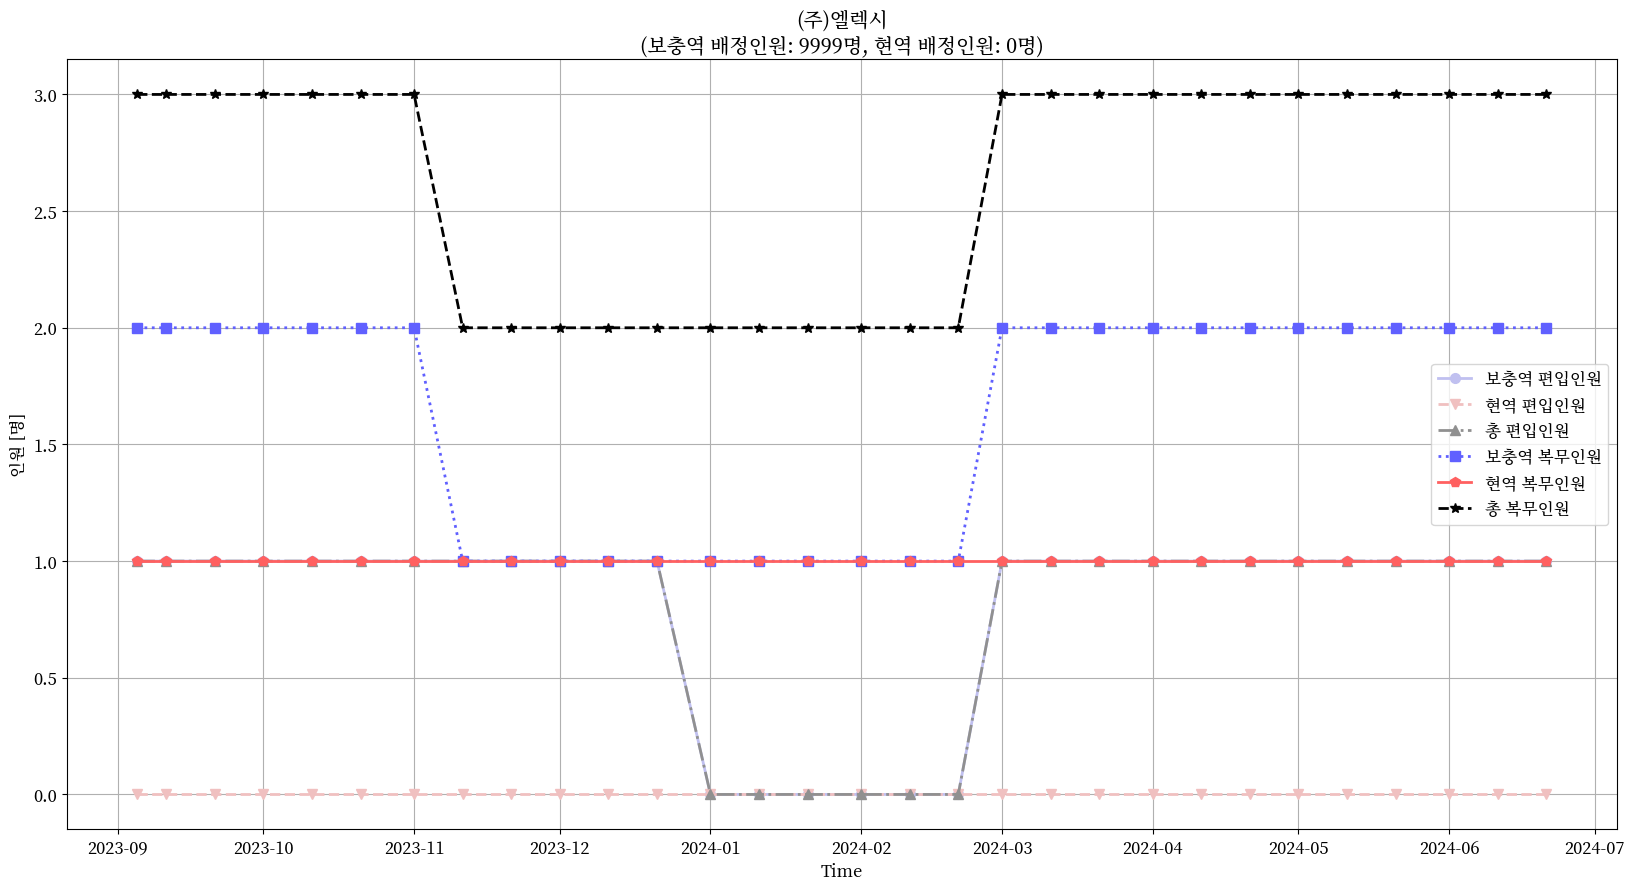 (주)엘렉시
(보충역 배정인원: 9999명, 현역 배정인원: 0명)
인원 [명]
3.0
2.5
2.0
1.5
1.0
0.5
0.0
보충역 편입인원
현역 편입인원
총 편입인원
보충역 복무인원
현역 복무인원
총 복무인원
2023-09 2023-10 2023-11 2023-12 2024-01 2024-02 2024-03 2024-04 2024-05 2024-06 2024-07
Time